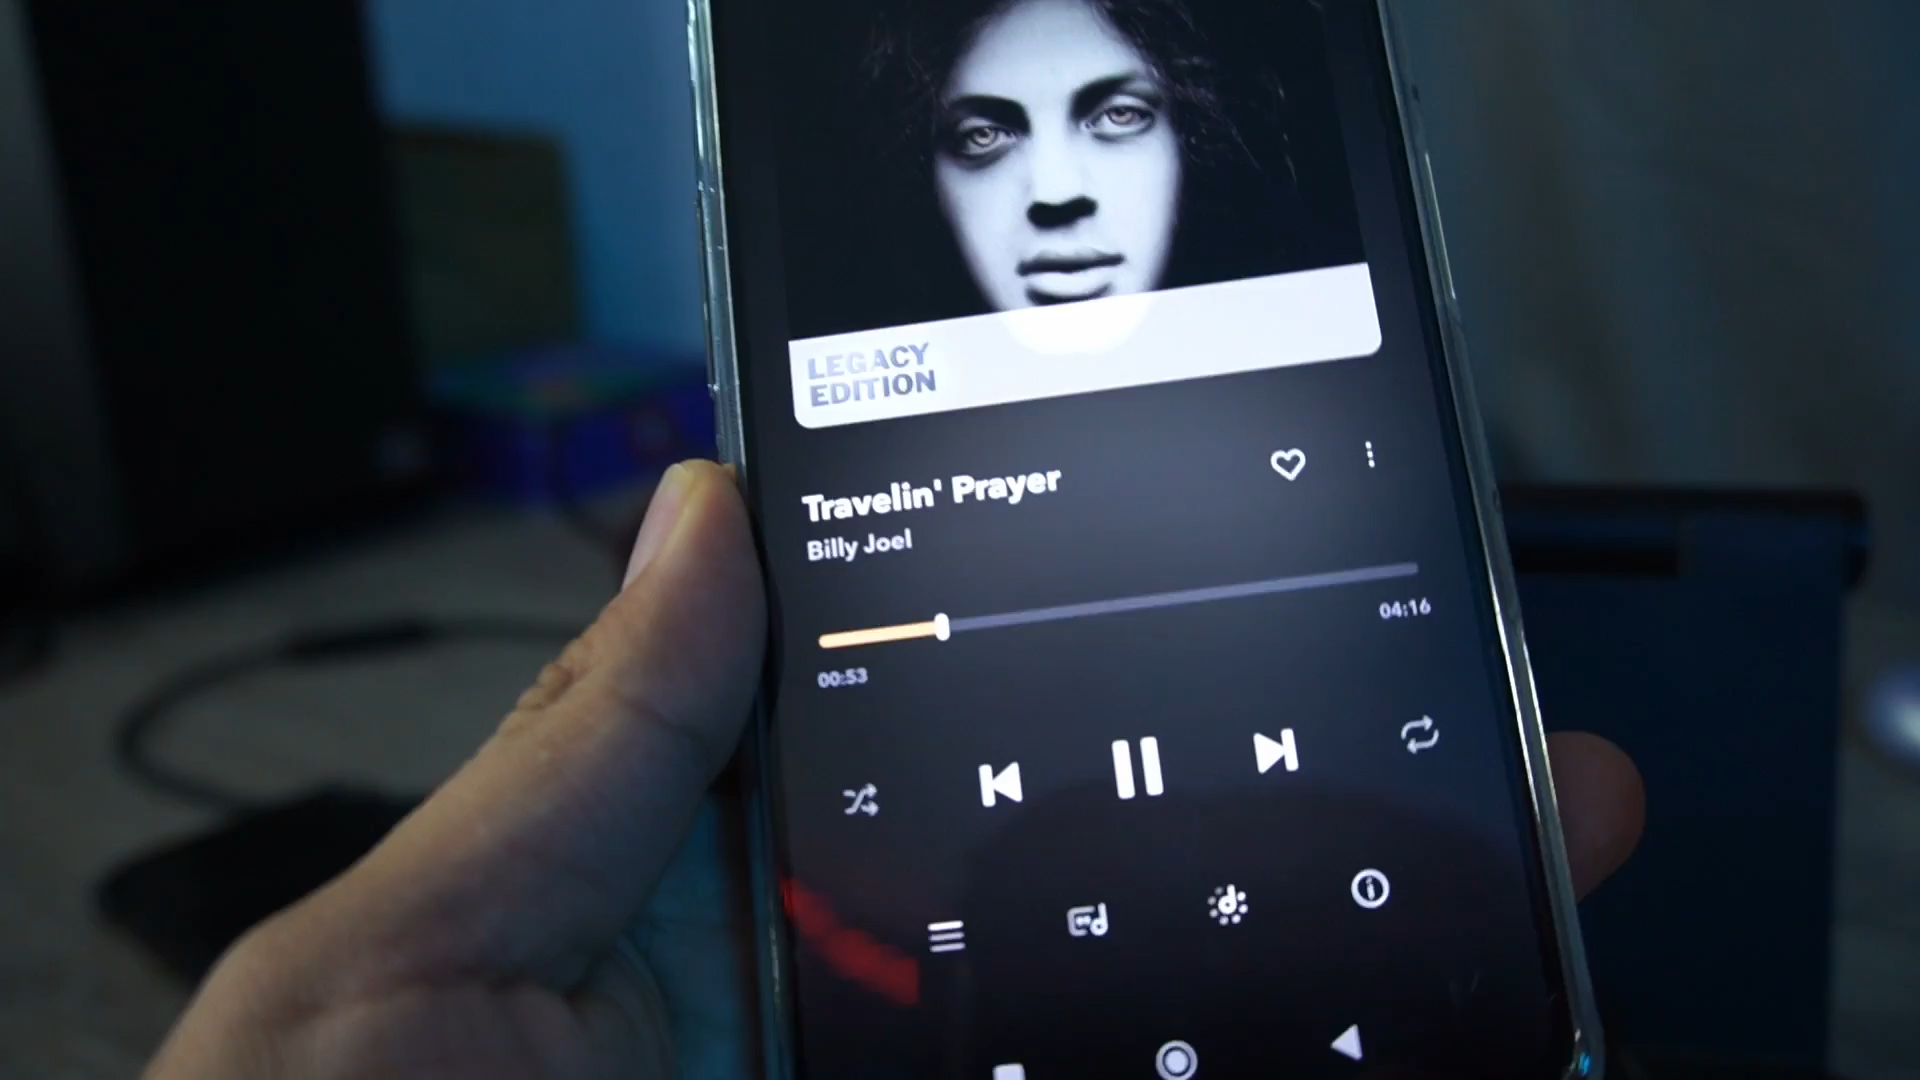 LEGACY
EDITION
Travelin' Prayer
Billy Joel
04:16
00:53